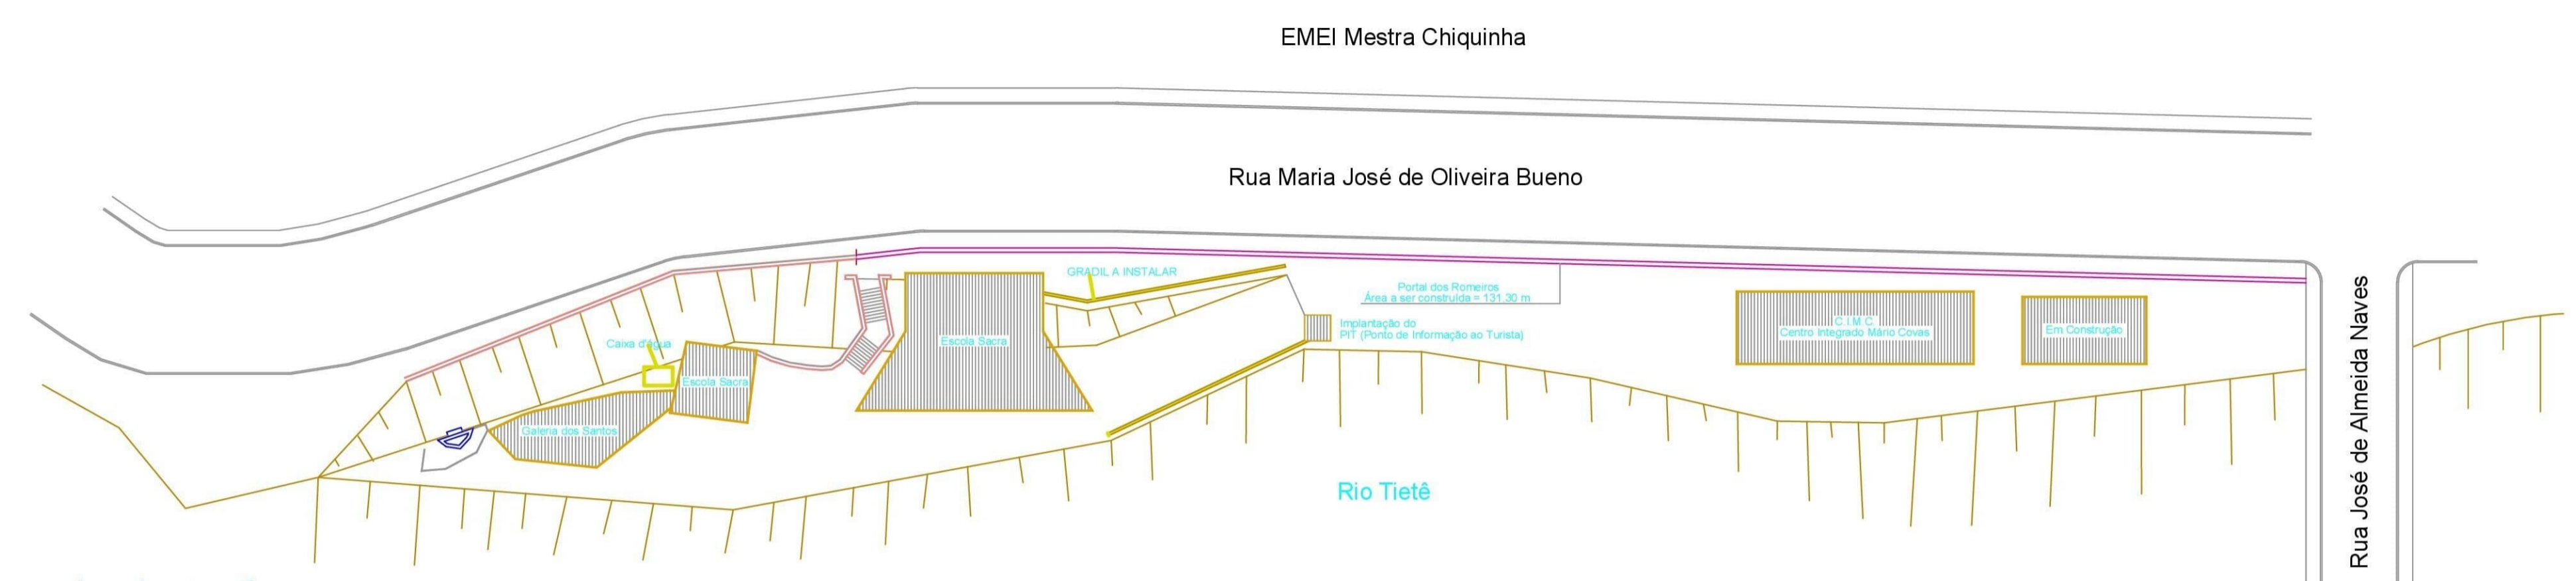 EMEI Mestra Chiquinha
Rua Maria José de Oliveira Bueno
GRADIL A INSTALAR
Portal dos Romeiros
Área a ser construída = 131.30 m
Implantação do
PIT (Ponto de Informação ao Turista)
C.I.M.C.
Centro Integrado Mário Covas
Em Construção
Escola Sacra
Caixa d'Água
Escola Sacra
Galeria dos Santos
Rio Tietê
Rua José de Almeida Naves